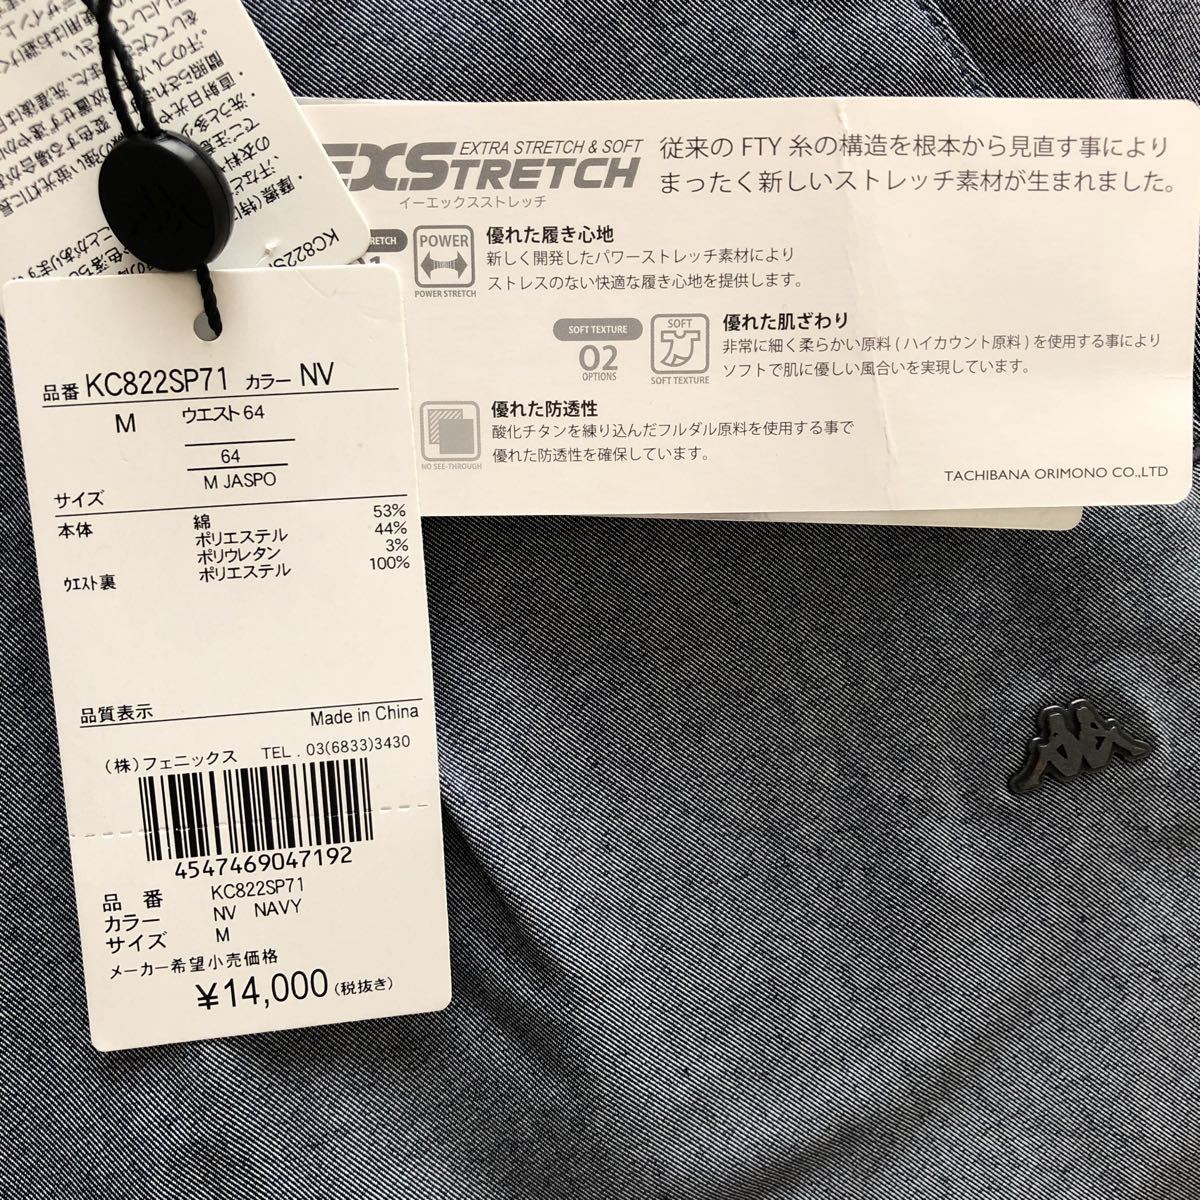 EX.STRETCH
EXTRA STRETCH & SOFT
イーエックスストレッチ
従来の FTY 糸の構造を根本から見直す事により
まったく新しいストレッチ素材が生まれました。
POWER
POWER STRETCH
優れた履き心地
新しく開発したパワーストレッチ素材により
ストレスのない快適な履き心地を提供します。
SOFT TEXTURE
02
OPTIONS
SOFT
SOFT TEXTURE
優れた肌ざわり
非常に細く柔らかい原料 ( ハイカウント原料 ) を使用する事により
ソフトで肌に優しい風合いを実現しています。
NO SEE-THROUGH
優れた防透性
酸化チタンを練り込んだフルダル原料を使用する事で
優れた防透性を確保しています。
TACHIBANA ORIMONO CO.,LTD
品番 KC822SP71 カラー NV
M ウエスト64
64
M JASPO
サイズ
本体 綿 53%
ポリエステル 44%
ポリウレタン 3%
ウエスト裏 ポリエステル 100%
品質表示 Made in China
(株)フェニックス TEL . 03(6833)3430
4547469047192
品 番 KC822SP71
カラー NV NAVY
サイズ M
メーカー希望小売価格
¥14,000 (税抜き)